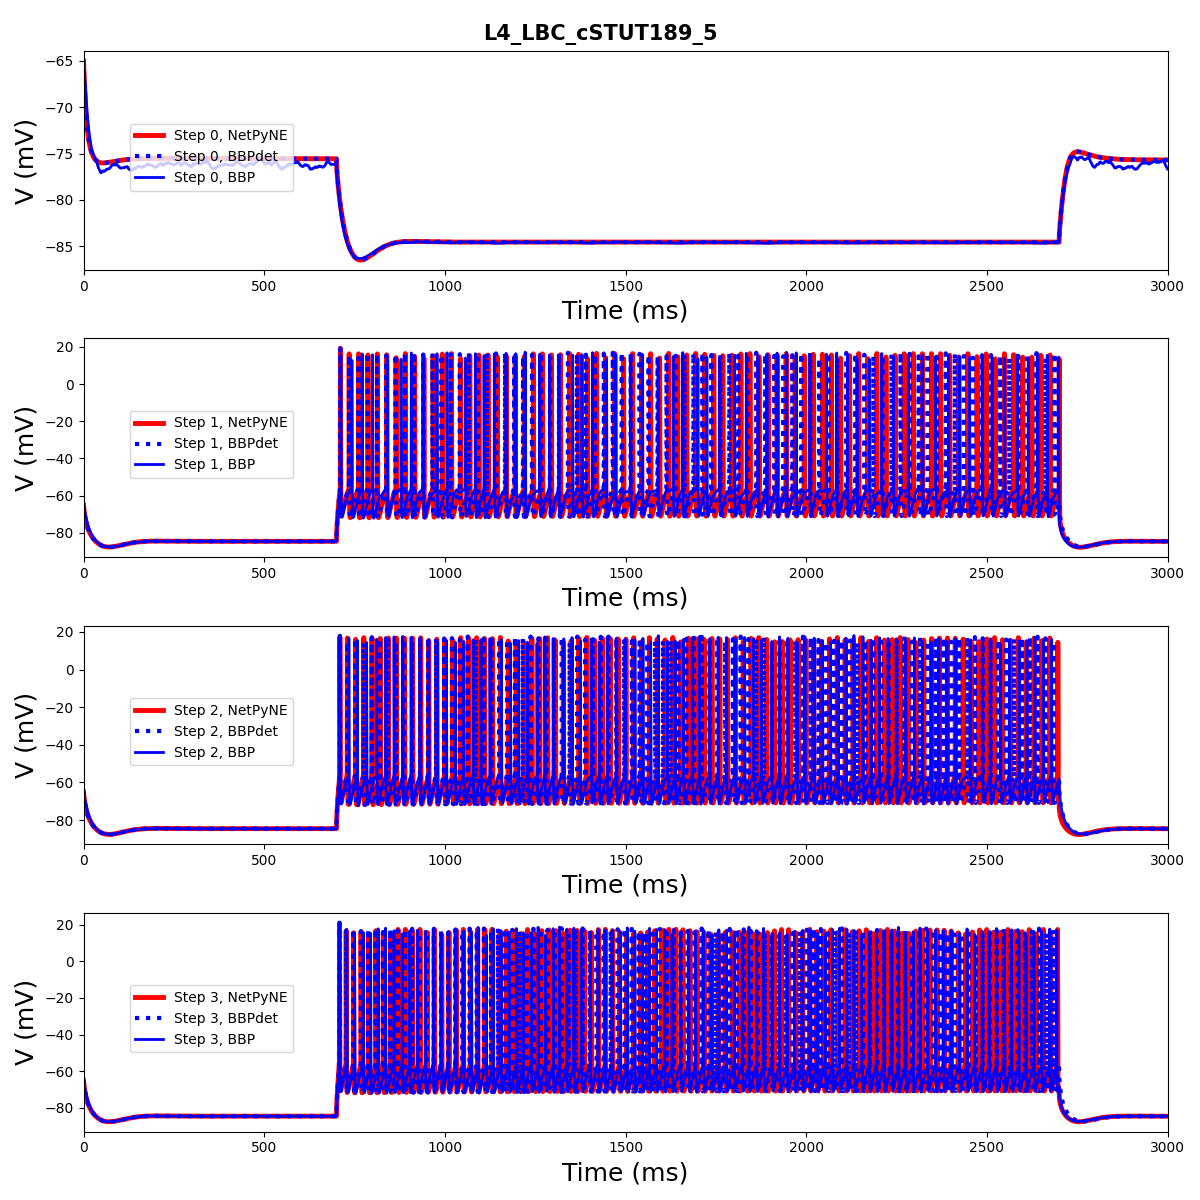 L4_LBC_cSTUT189_5
−65
−70
−75
−80
−85
V (mV)
Step 0, NetPyNE
Step 0, BBPdet
Step 0, BBP
0 500 1000 1500 2000 2500 3000
Time (ms)
20
0
−20
−40
−60
−80
V (mV)
Step 1, NetPyNE
Step 1, BBPdet
Step 1, BBP
0 500 1000 1500 2000 2500 3000
Time (ms)
20
0
−20
−40
−60
−80
V (mV)
Step 2, NetPyNE
Step 2, BBPdet
Step 2, BBP
0 500 1000 1500 2000 2500 3000
Time (ms)
20
0
−20
−40
−60
−80
V (mV)
Step 3, NetPyNE
Step 3, BBPdet
Step 3, BBP
0 500 1000 1500 2000 2500 3000
Time (ms)